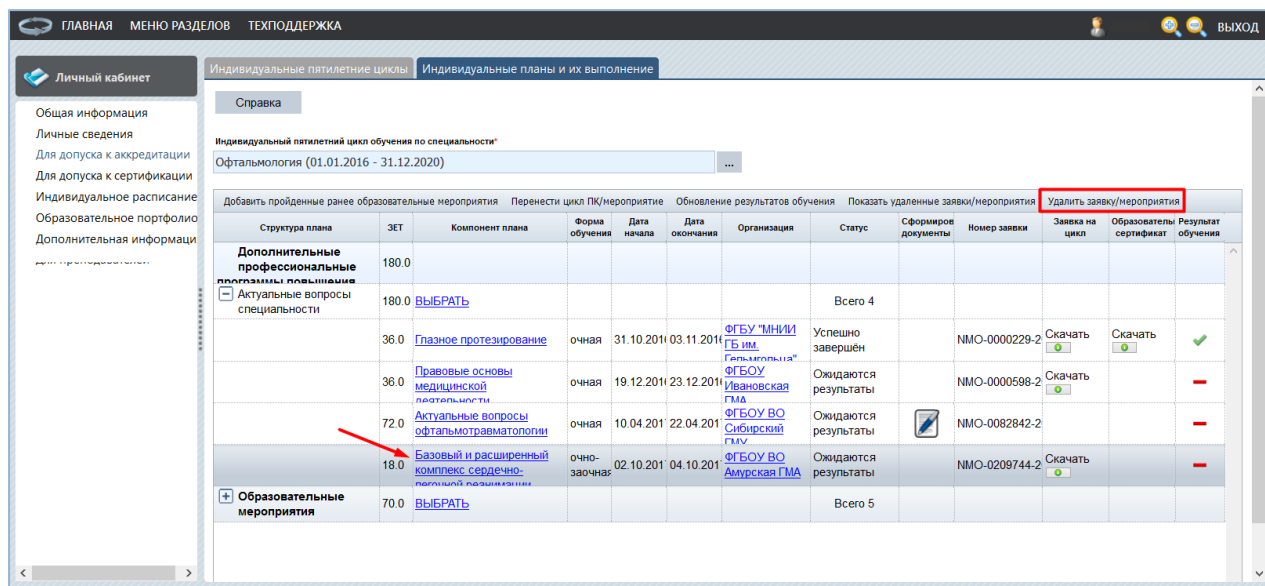 ГЛАВНАЯ МЕНЮ РАЗДЕЛОВ ТЕХПОДДЕРЖКА ВЫХОД
Личный кабинет
Общая информация
Личные сведения
Для допуска к аккредитации
Для допуска к сертификации
Индивидуальное расписание
Образовательное портфолио
Дополнительная информаци
Индивидуальные пятилетние циклы Индивидуальные планы и их выполнение
Справка
Индивидуальный пятилетний цикл обучения по специальности*
Офтальмология (01.01.2016 - 31.12.2020) ...
Добавить пройденные ранее образовательные мероприятия Перенести цикл ПК/мероприятие Обновление результатов обучения Показать удаленные заявки/мероприятия Удалить заявку/мероприятия
Структура плана ЗЕТ Компонент плана Форма обучения Дата начала Дата окончания Организация Статус Сформиров документы Номер заявки Заявка на цикл Образователь сертификат Результат обучения
Дополнительные профессиональные программы повышения 180.0
Актуальные вопросы специальности 180.0 ВЫБРАТЬ Всего 4
36.0 Глазное протезирование очная 31.10.201 03.11.201 ФГБУ "МНИИ ГБ им. Гельмгольца" Успешно завершён NMO-0000229-2 Скачать Скачать
36.0 Правовые основы медицинской деятельности очная 19.12.201 23.12.201 ФГБОУ Ивановская ГМА Ожидаются результаты NMO-0000598-2 Скачать
72.0 Актуальные вопросы офтальмотравматологии очная 10.04.201 22.04.201 ФГБОУ ВО Сибирский ГМУ Ожидаются результаты NMO-0082842-2
18.0 Базовый и расширенный комплекс сердечно-легочной реанимации очно-заочная 02.10.201 04.10.201 ФГБОУ ВО Амурская ГМА Ожидаются результаты NMO-0209744-2 Скачать
Образовательные мероприятия 70.0 ВЫБРАТЬ Всего 5